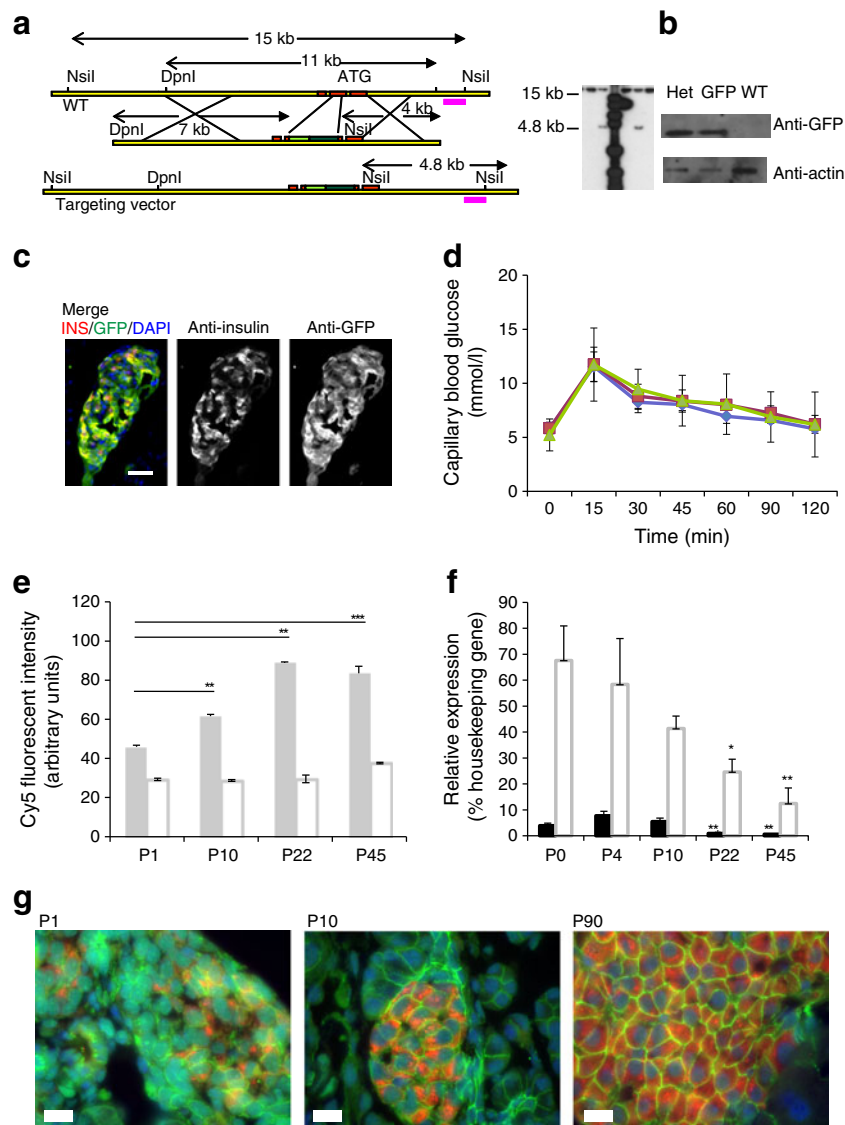 a
15 kb
11 kb
NsiI DpnI ATG NsiI
WT
DpnI 7 kb NsiI 4 kb
4.8 kb
NsiI DpnI NsiI NsiI
Targeting vector
15 kb
4.8 kb
b
Het GFP WT
Anti-GFP
Anti-actin
c
Merge
INS/GFP/DAPI Anti-insulin Anti-GFP
d
Capillary blood glucose
(mmol/l)
20
15
10
5
0
0 15 30 45 60 90 120
Time (min)
e
Cy5 fluorescent intensity
(arbitrary units)
120
100
80
60
40
20
0
**
**
***
P1 P10 P22 P45
f
Relative expression
(% housekeeping gene)
90
80
70
60
50
40
30
20
10
0
*
**
** **
P0 P4 P10 P22 P45
g
P1 P10 P90